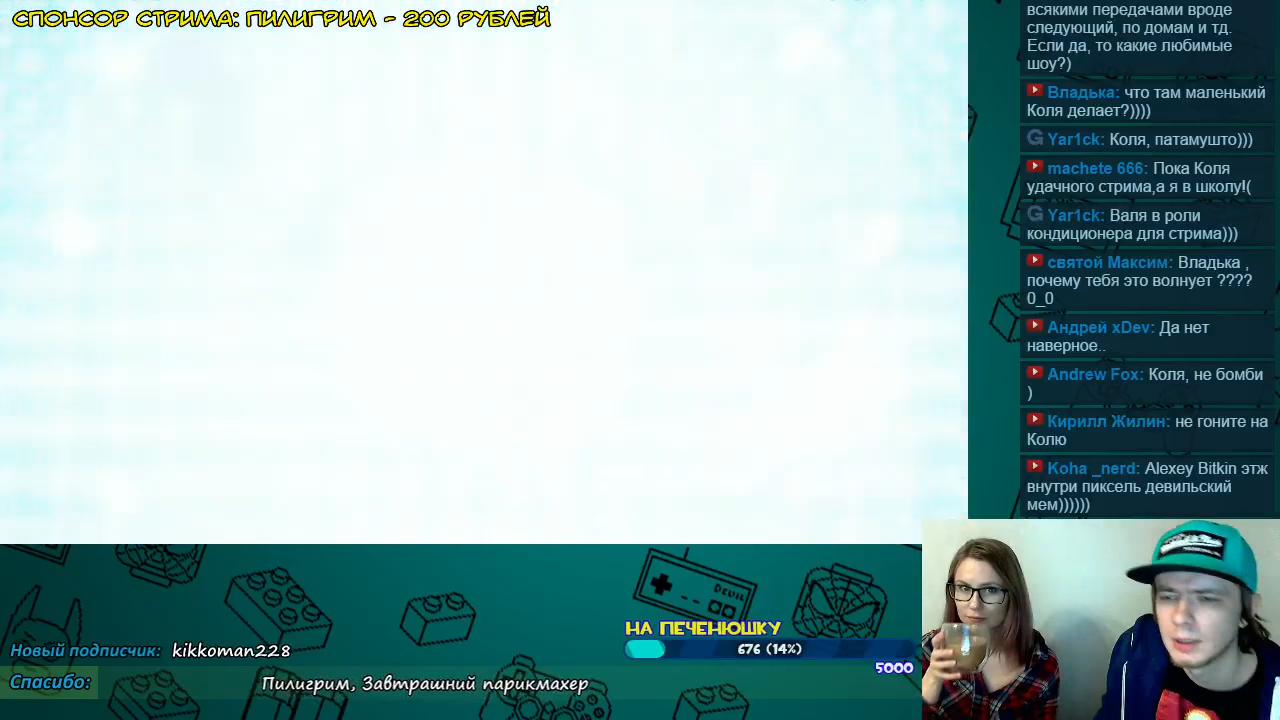 СПОНСОР СТРИМА: ПИЛИГРИМ - 200 РУБЛЕЙ
всякими передачами вроде
следующий, по домам и тд.
Если да, то какие любимые
шоу?)
Владька: что там маленький
Коля делает?))))
Yar1ck: Коля, патамушто)))
machete 666: Пока Коля
удачного стрима,а я в школу!(
Yar1ck: Валя в роли
кондиционера для стрима)))
святой Максим: Владька ,
почему тебя это волнует ????
0_0
Андрей xDev: Да нет
наверное..
Andrew Fox: Коля, не бомби
)
Кирилл Жилин: не гоните на
Колю
Koha _nerd: Alexey Bitkin этж
внутри пиксель девильский
мем))))))
DEVIL
НА ПЕЧЕНЮШКУ
676 (14%)
5000
Новый подписчик: kikkoman228
Спасибо: Пилигрим, Завтрашний парикмахер